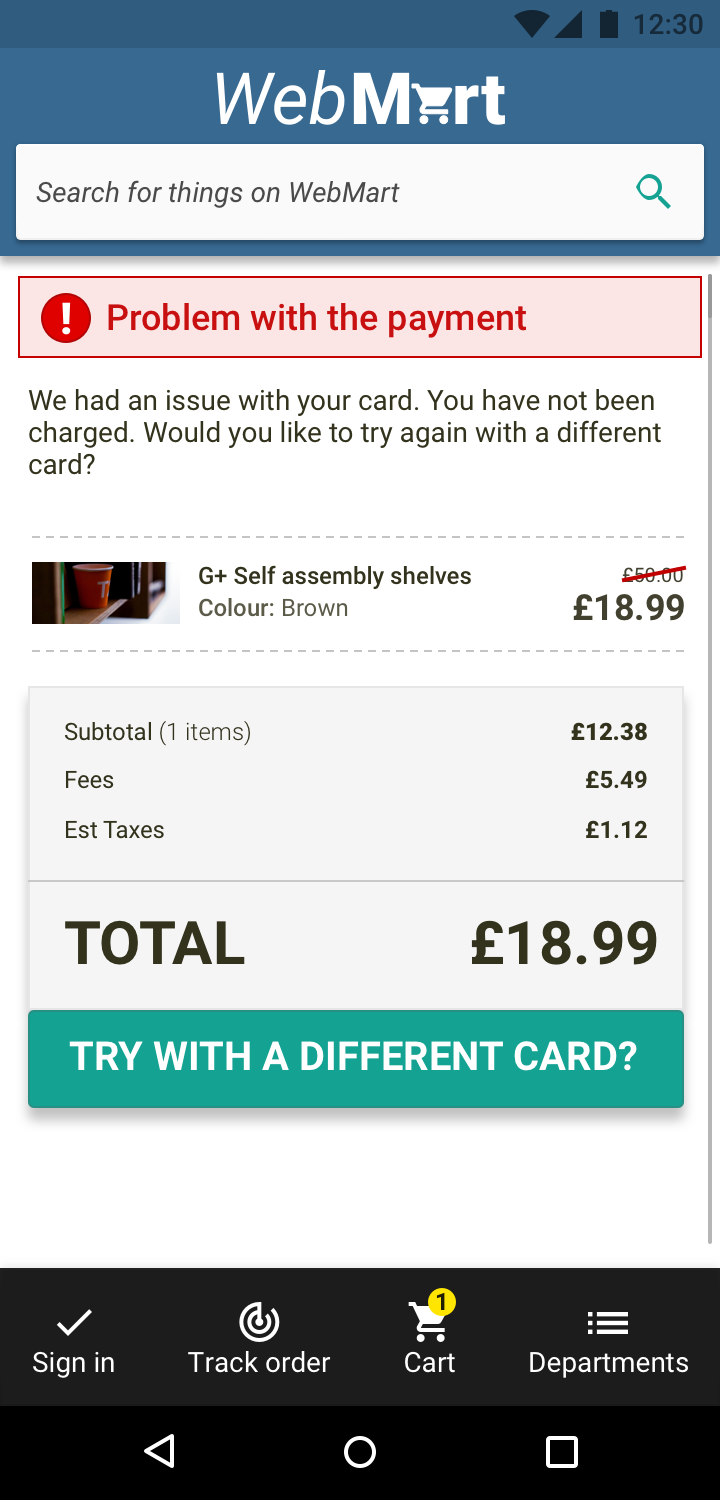 12:30
WebMart
Search for things on WebMart
Problem with the payment
We had an issue with your card. You have not been
charged. Would you like to try again with a different
card?
G+ Self assembly shelves £50.00
Colour: Brown £18.99
Subtotal (1 items) £12.38
Fees £5.49
Est Taxes £1.12
TOTAL £18.99
TRY WITH A DIFFERENT CARD?
1
Sign in Track order Cart Departments